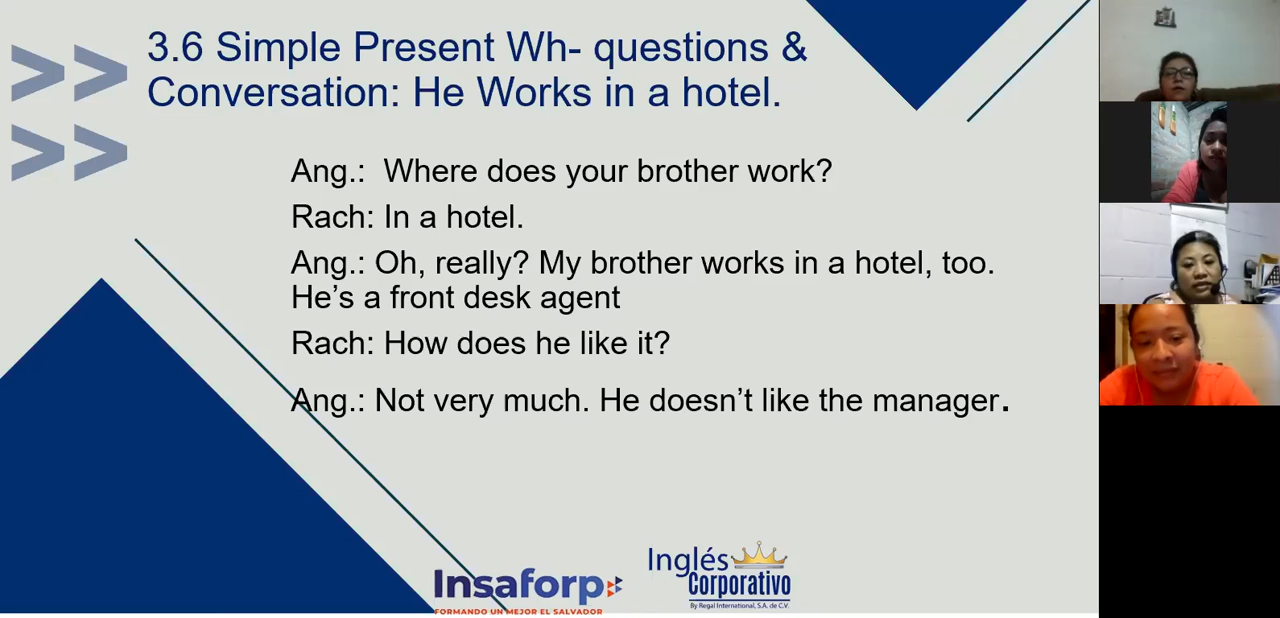 3.6 Simple Present Wh- questions &
Conversation: He Works in a hotel.
Ang.:  Where does your brother work?
Rach: In a hotel.
Ang.: Oh, really? My brother works in a hotel, too.
He’s a front desk agent
Rach: How does he like it?
Ang.: Not very much. He doesn’t like the manager.
Insaforp
FORMANDO UN MEJOR EL SALVADOR
Inglés
Corporativo
By Regal International, S.A. de C.V.